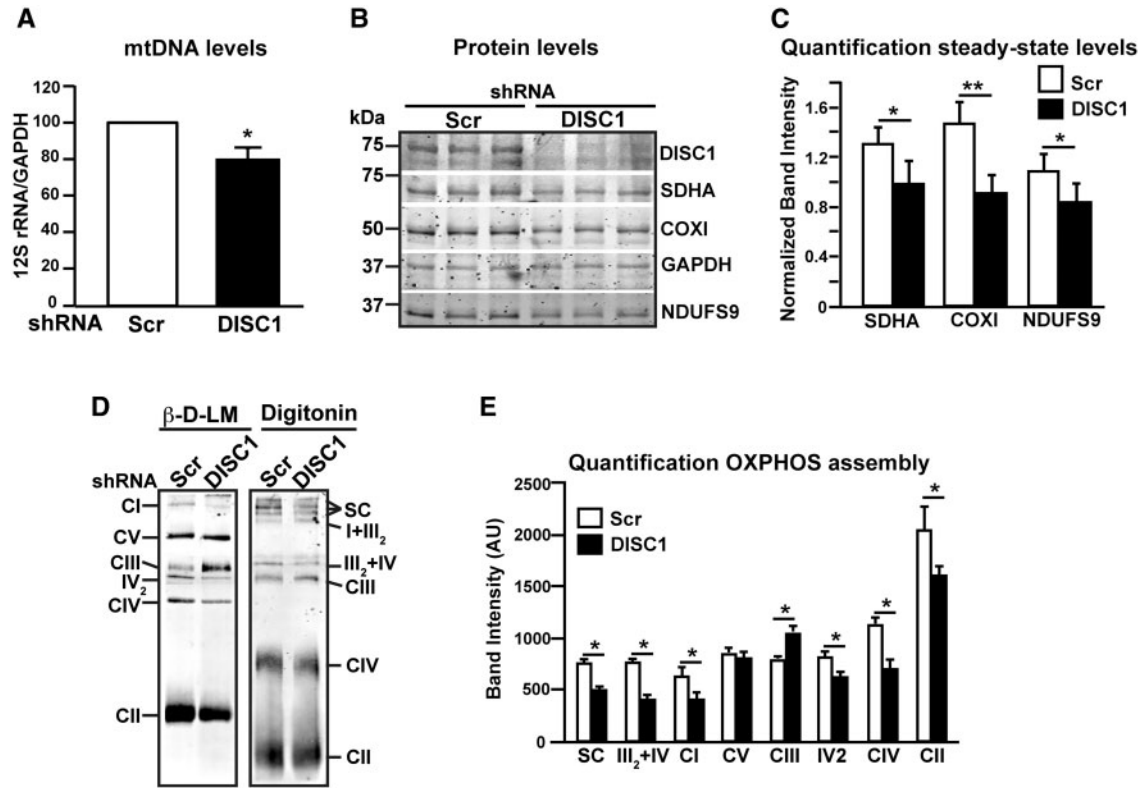 A
mtDNA levels
12S rRNA/GAPDH
120
100
80
60
40
20
0
*
shRNA Scr DISC1
B
Protein levels
shRNA
kDa Scr DISC1
75
75
50
37
37
DISC1
SDHA
COXI
GAPDH
NDUFS9
C
Quantification steady-state levels
Scr
DISC1
Normalized Band Intensity
1.6
1.2
0.8
0.4
0
* ** *
SDHA COXI NDUFS9
D
β-D-LM Digitonin
shRNA Scr DISC1 Scr DISC1
CI
CV
CIII
IV₂
CIV
CII
SC
I+III₂
III₂+IV
CIII
CIV
CII
E
Quantification OXPHOS assembly
Scr
DISC1
Band Intensity (AU)
2500
2000
1500
1000
500
0
* * * * * * *
SC III₂+IV CI CV CIII IV2 CIV CII